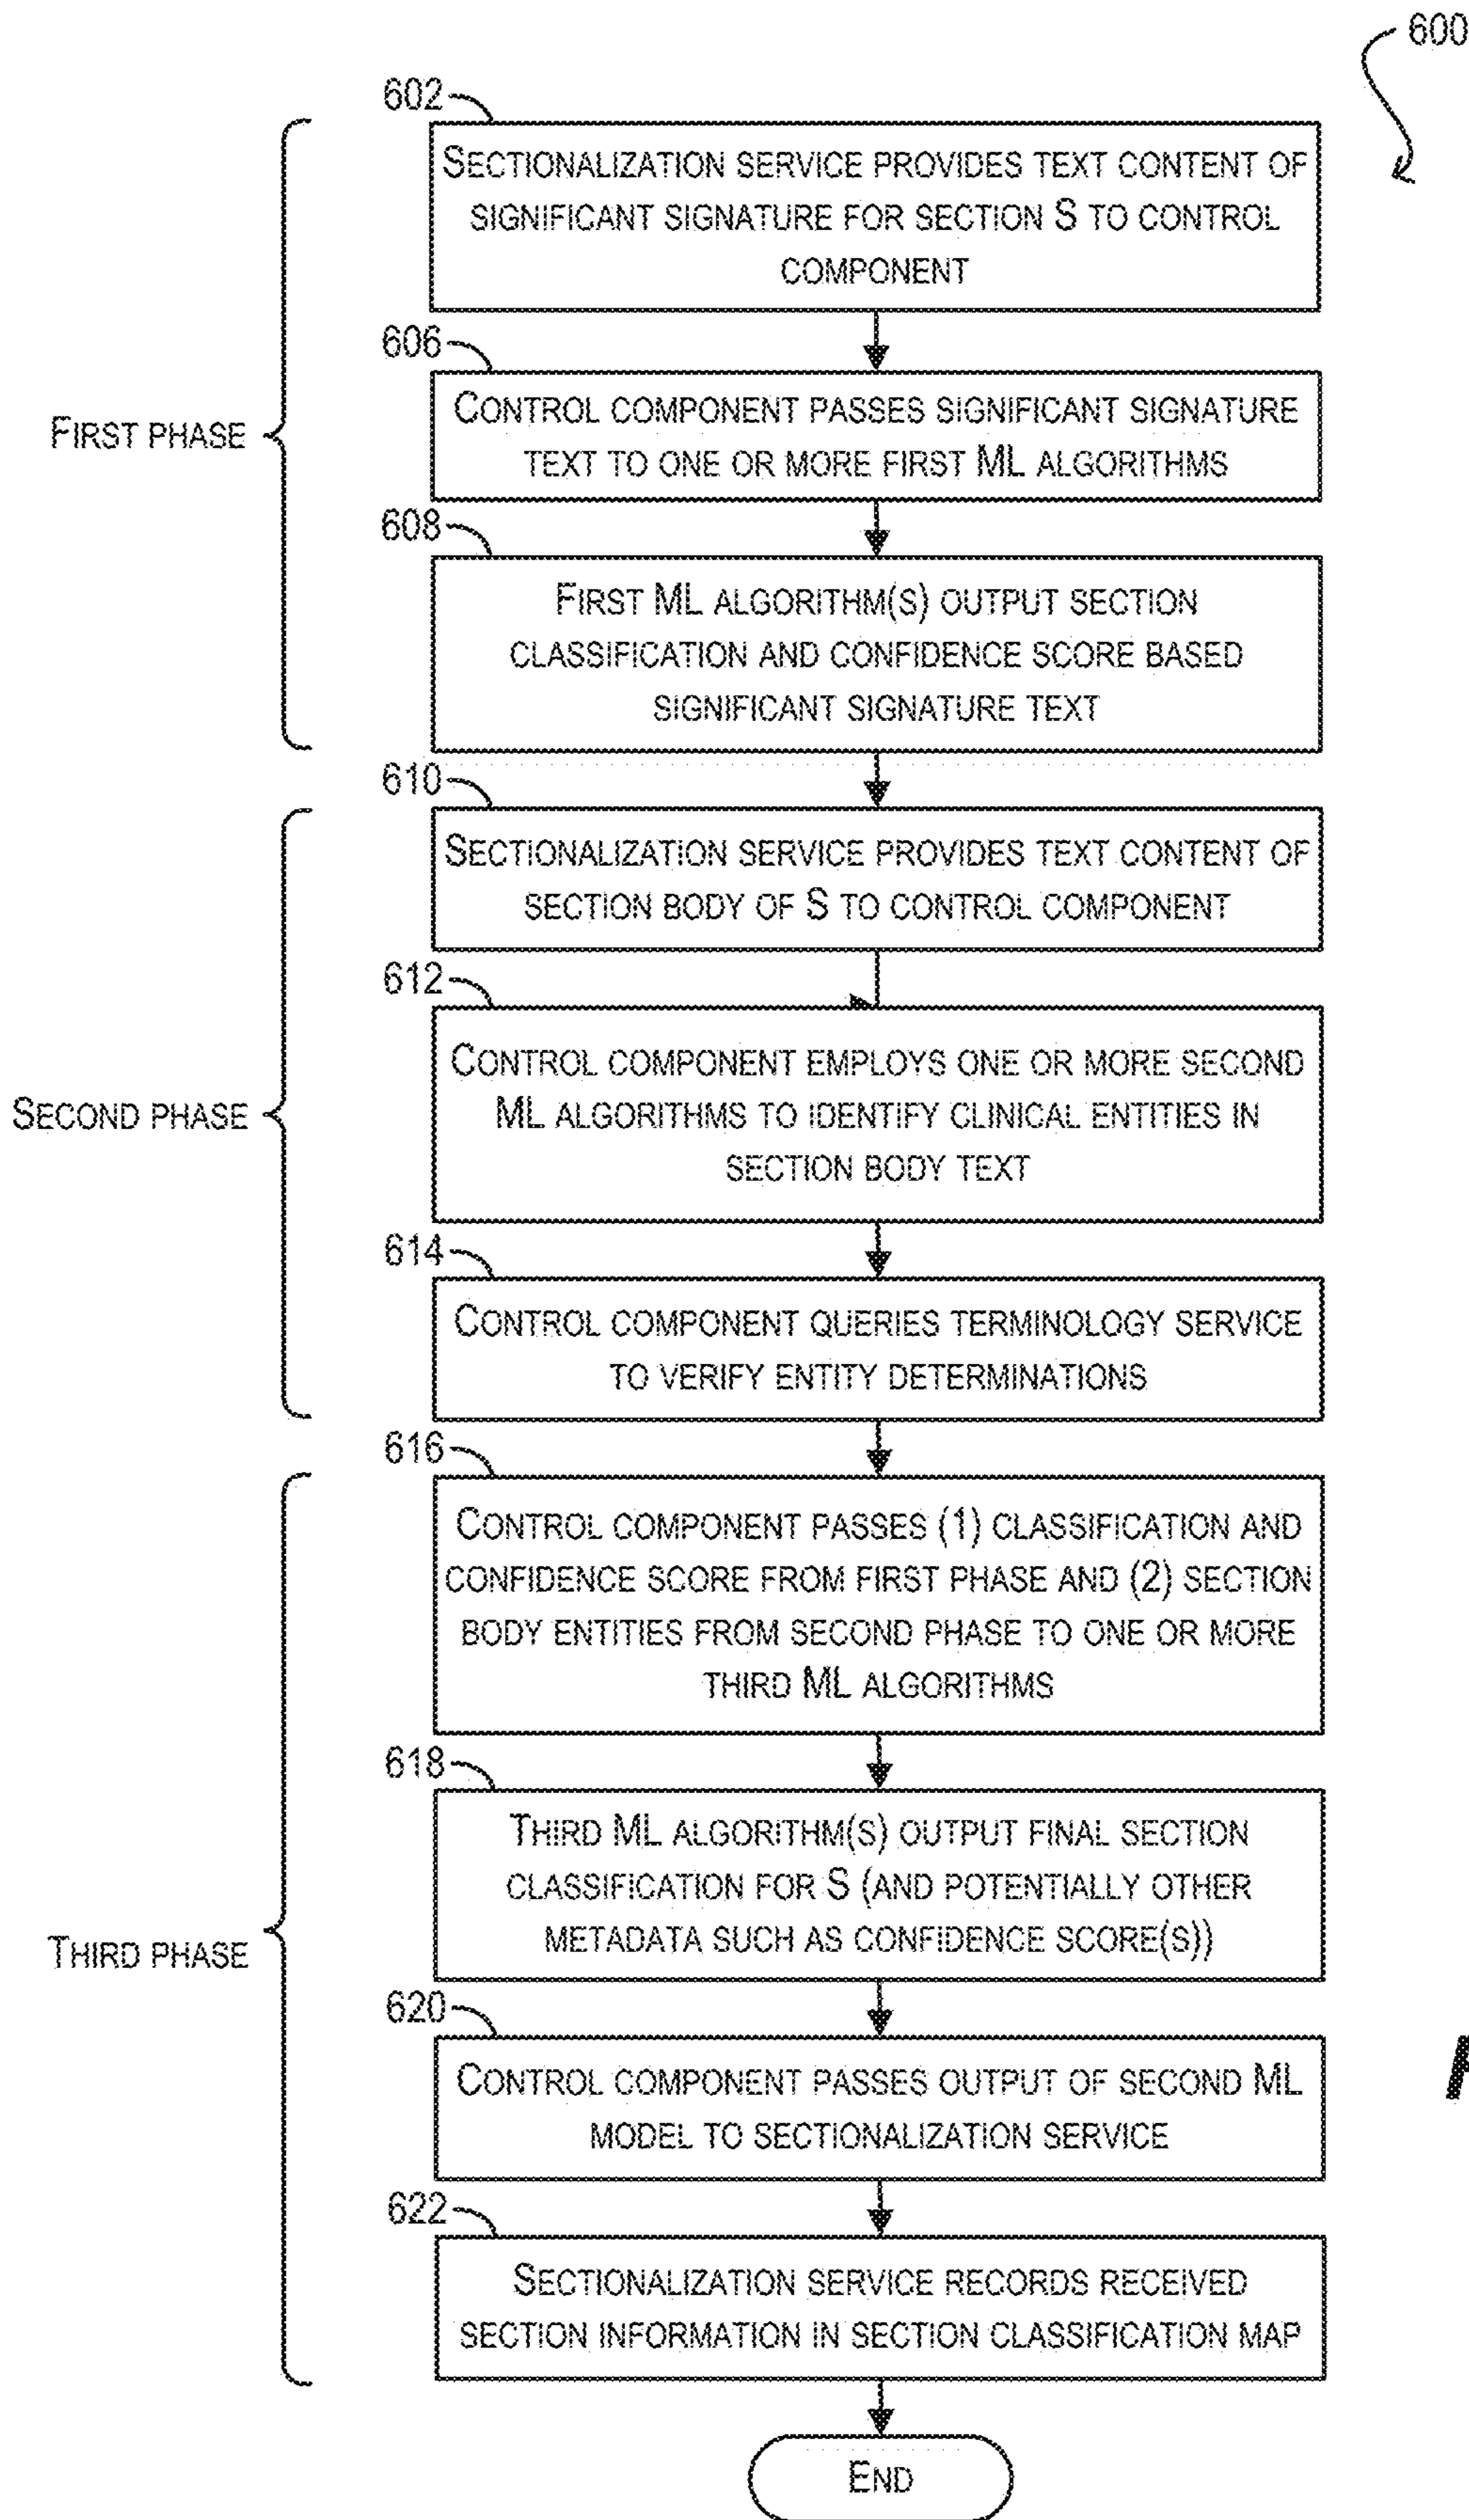 600
602
SECTIONALIZATION SERVICE PROVIDES TEXT CONTENT OF
SIGNIFICANT SIGNATURE FOR SECTION S TO CONTROL
COMPONENT
606
CONTROL COMPONENT PASSES SIGNIFICANT SIGNATURE
TEXT TO ONE OR MORE FIRST ML ALGORITHMS
FIRST PHASE
608
FIRST ML ALGORITHM(S) OUTPUT SECTION
CLASSIFICATION AND CONFIDENCE SCORE BASED
SIGNIFICANT SIGNATURE TEXT
610
SECTIONALIZATION SERVICE PROVIDES TEXT CONTENT OF
SECTION BODY OF S TO CONTROL COMPONENT
612
CONTROL COMPONENT EMPLOYS ONE OR MORE SECOND
ML ALGORITHMS TO IDENTIFY CLINICAL ENTITIES IN
SECTION BODY TEXT
SECOND PHASE
614
CONTROL COMPONENT QUERIES TERMINOLOGY SERVICE
TO VERIFY ENTITY DETERMINATIONS
616
CONTROL COMPONENT PASSES (1) CLASSIFICATION AND
CONFIDENCE SCORE FROM FIRST PHASE AND (2) SECTION
BODY ENTITIES FROM SECOND PHASE TO ONE OR MORE
THIRD ML ALGORITHMS
618
THIRD ML ALGORITHM(S) OUTPUT FINAL SECTION
CLASSIFICATION FOR S (AND POTENTIALLY OTHER
METADATA SUCH AS CONFIDENCE SCORE(S))
THIRD PHASE
620
CONTROL COMPONENT PASSES OUTPUT OF SECOND ML
MODEL TO SECTIONALIZATION SERVICE
622
SECTIONALIZATION SERVICE RECORDS RECEIVED
SECTION INFORMATION IN SECTION CLASSIFICATION MAP
END